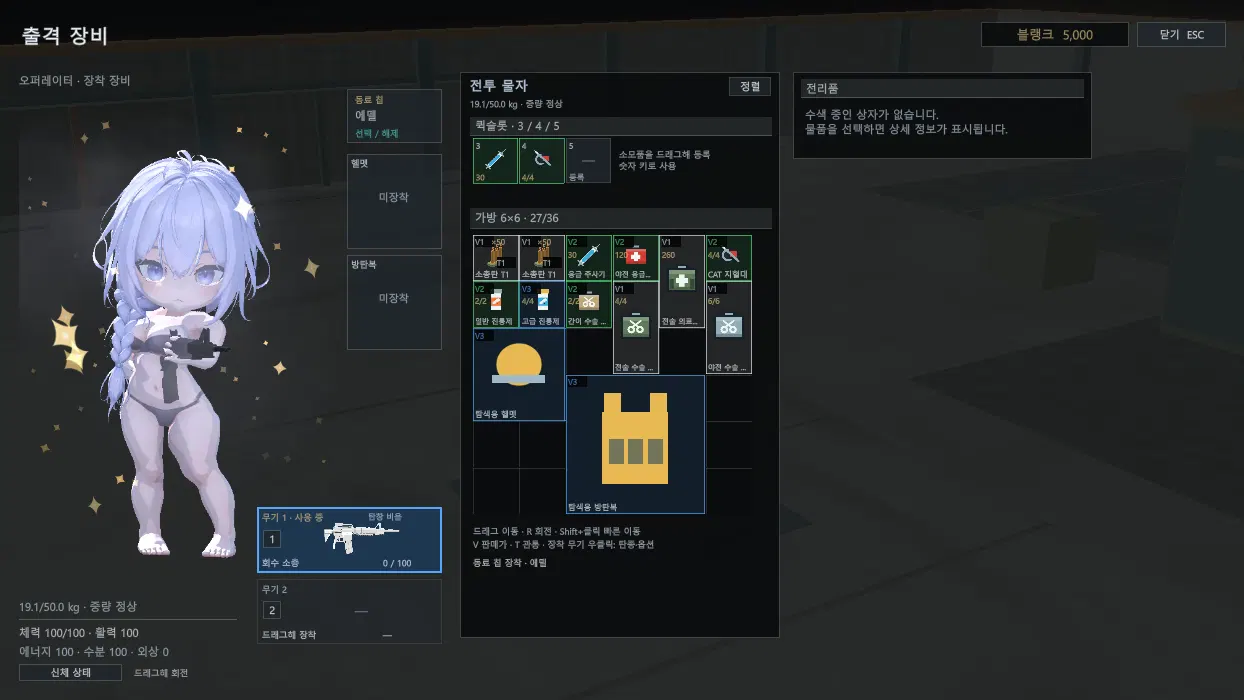 출격 장비
블랭크 5,000
닫기 ESC
오퍼레이터 · 장착 장비
동료 칩
에델
선택 / 해제
헬멧
미장착
방탄복
미장착
무기 1 · 사용 중
탄창 비움
1
회수 소총
0 / 100
무기 2
2
—
드래그해 장착
—
19.1/50.0 kg · 중량 정상
체력 100/100 · 활력 100
에너지 100 · 수분 100 · 외상 0
신체 상태
드래그해 회전
전투 물자
정렬
19.1/50.0 kg · 중량 정상
퀵슬롯 · 3 / 4 / 5
3
30
4
4/4
5
—
등록
소모품을 드래그해 등록
숫자 키로 사용
가방 6×6 · 27/36
V1 ×50
T1
소총탄 T1
V1 ×50
T1
소총탄 T1
V2
30
응급 주사기
V2
120
야전 응급...
V1
260
전술 의료...
V2
4/4
CAT 지혈대
V2
2/2
일반 진통제
V3
4/4
고급 진통제
V2
2/2
간이 수술 ...
V1
4/4
전술 수술 ...
V1
6/6
야전 수술 ...
V3
탐색용 헬멧
V3
탐색용 방탄복
드래그 이동 · R 회전 · Shift+클릭 빠른 이동
V 판매가 · T 관통 · 장착 무기 우클릭: 탄종·옵션
동료 칩 장착 · 에델
전리품
수색 중인 상자가 없습니다.
물품을 선택하면 상세 정보가 표시됩니다.